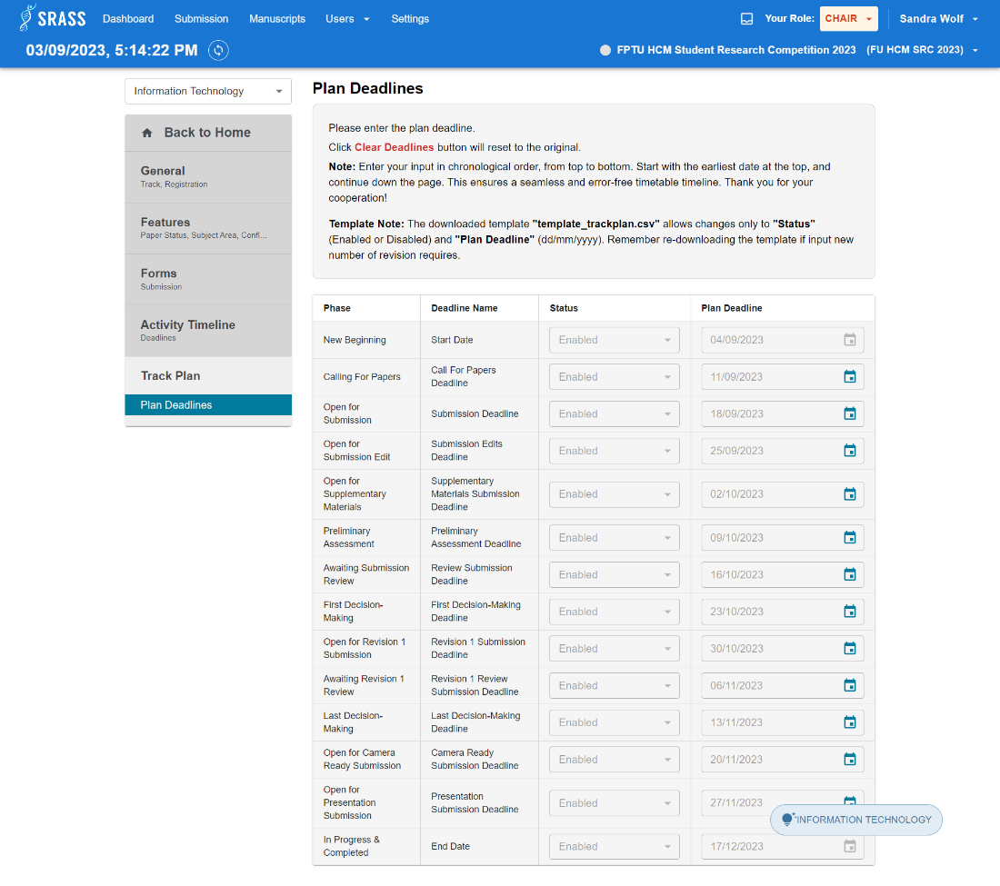 SRASS Dashboard Submission Manuscripts Users Settings Your Role: CHAIR Sandra Wolf
03/09/2023, 5:14:22 PM FPTU HCM Student Research Competition 2023 (FU HCM SRC 2023)
Information Technology
Back to Home
General
Track, Registration
Features
Paper Status, Subject Area, Confl...
Forms
Submission
Activity Timeline
Deadlines
Track Plan
Plan Deadlines
Plan Deadlines
Please enter the plan deadline.
Click Clear Deadlines button will reset to the original.
Note: Enter your input in chronological order, from top to bottom. Start with the earliest date at the top, and
continue down the page. This ensures a seamless and error-free timetable timeline. Thank you for your
cooperation!
Template Note: The downloaded template "template_trackplan.csv" allows changes only to "Status"
(Enabled or Disabled) and "Plan Deadline" (dd/mm/yyyy). Remember re-downloading the template if input new
number of revision requires.
Phase Deadline Name Status Plan Deadline
New Beginning Start Date Enabled 04/09/2023
Calling For Papers
Call For Papers
Deadline
Enabled 11/09/2023
Open for
Submission
Submission Deadline Enabled 18/09/2023
Open for
Submission Edit
Submission Edits
Deadline
Enabled 25/09/2023
Open for
Supplementary
Materials
Supplementary
Materials Submission
Deadline
Enabled 02/10/2023
Preliminary
Assessment
Preliminary
Assessment Deadline
Enabled 09/10/2023
Awaiting Submission
Review
Review Submission
Deadline
Enabled 16/10/2023
First Decision-
Making
First Decision-Making
Deadline
Enabled 23/10/2023
Open for Revision 1
Submission
Revision 1 Submission
Deadline
Enabled 30/10/2023
Awaiting Revision 1
Review
Revision 1 Review
Submission Deadline
Enabled 06/11/2023
Last Decision-
Making
Last Decision-Making
Deadline
Enabled 13/11/2023
Open for Camera
Ready Submission
Camera Ready
Submission Deadline
Enabled 20/11/2023
Open for
Presentation
Submission
Presentation
Submission Deadline
Enabled 27/11/2023
INFORMATION TECHNOLOGY
In Progress &
Completed
End Date Enabled 17/12/2023